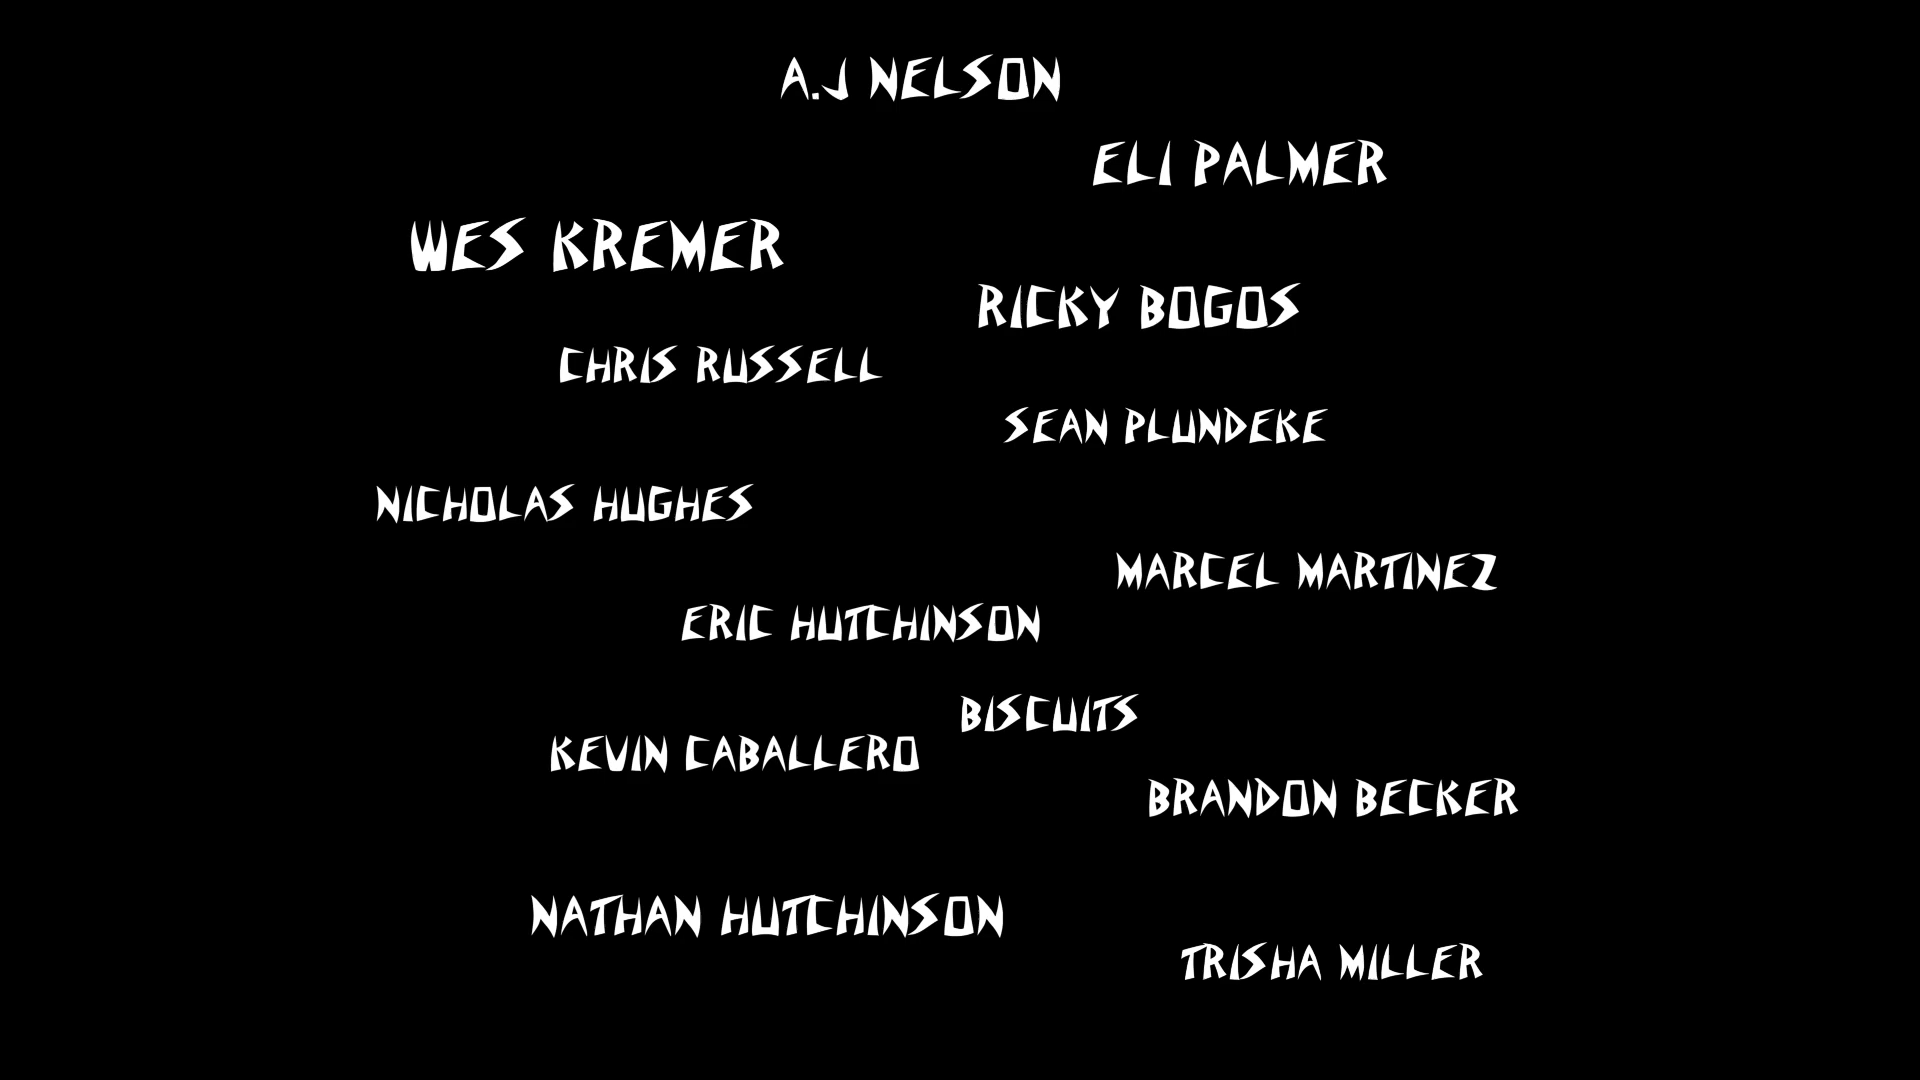 A.J NELSON
ELI PALMER
WES KREMER
RICKY BOGOS
CHRIS RUSSELL
SEAN PLUNDEKE
NICHOLAS HUGHES
MARCEL MARTINEZ
ERIC HUTCHINSON
BISCUITS
KEVIN CABALLERO
BRANDON BECKER
NATHAN HUTCHINSON
TRISHA MILLER